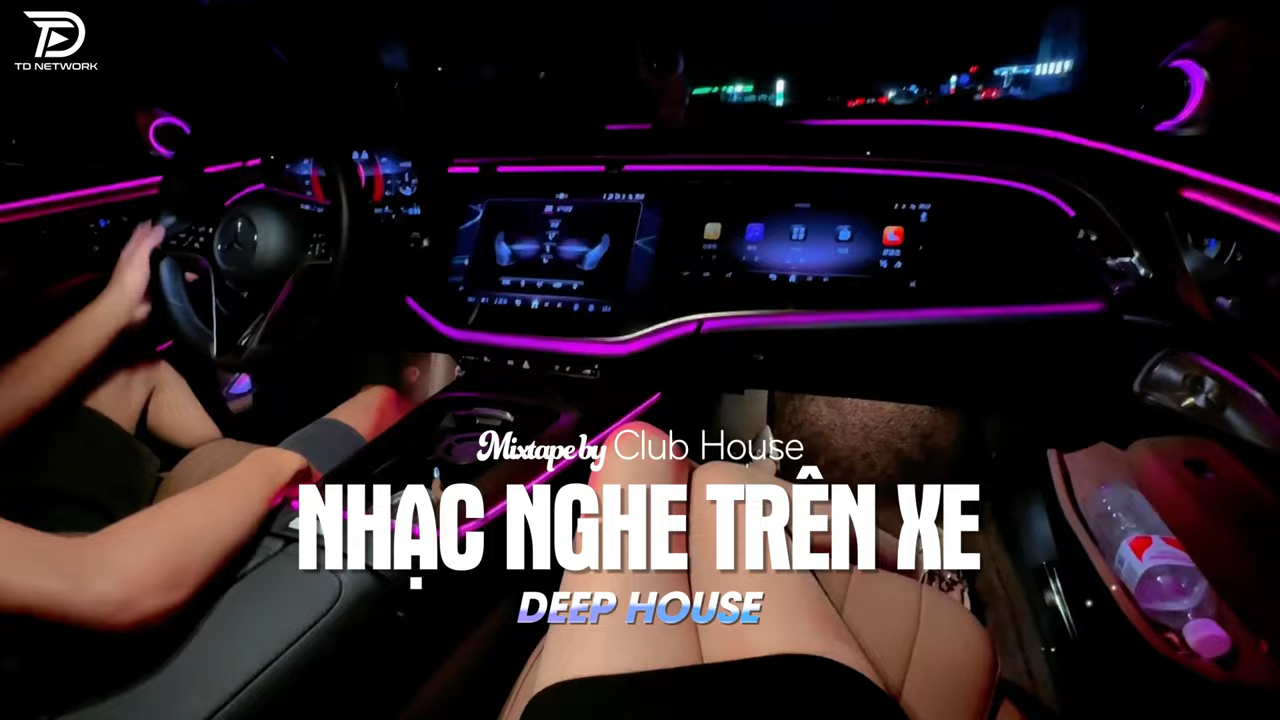 TD NETWORK
Mixtape by Club House
NHẠC NGHE TRÊN XE
DEEP HOUSE